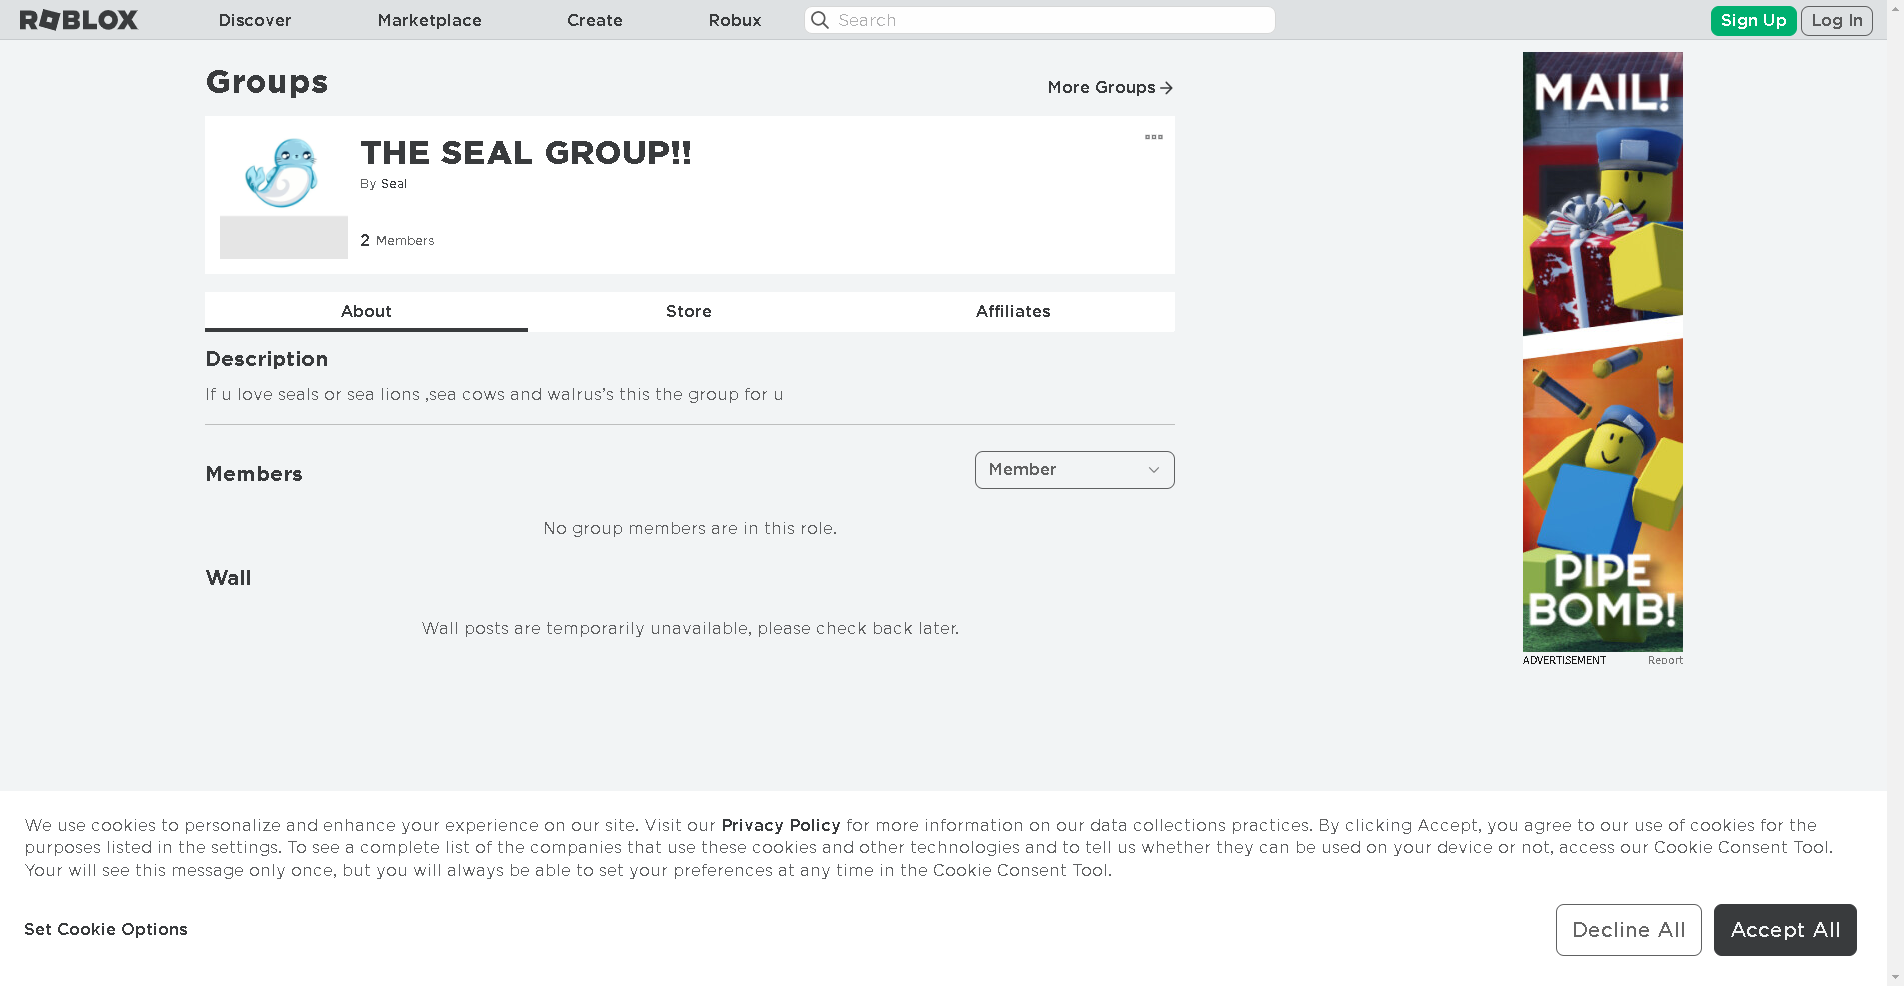 ROBLOX
Discover
Marketplace
Create
Robux
Search
Sign Up
Log In
Groups
More Groups
THE SEAL GROUP!!
By Seal
2 Members
About
Store
Affiliates
Description
If u love seals or sea lions ,sea cows and walrus’s this the group for u
Members
Member
No group members are in this role.
Wall
Wall posts are temporarily unavailable, please check back later.
MAIL!
PIPE
BOMB!
ADVERTISEMENT
Report
We use cookies to personalize and enhance your experience on our site. Visit our Privacy Policy for more information on our data collections practices. By clicking Accept, you agree to our use of cookies for the
purposes listed in the settings. To see a complete list of the companies that use these cookies and other technologies and to tell us whether they can be used on your device or not, access our Cookie Consent Tool.
Your will see this message only once, but you will always be able to set your preferences at any time in the Cookie Consent Tool.
Set Cookie Options
Decline All
Accept All